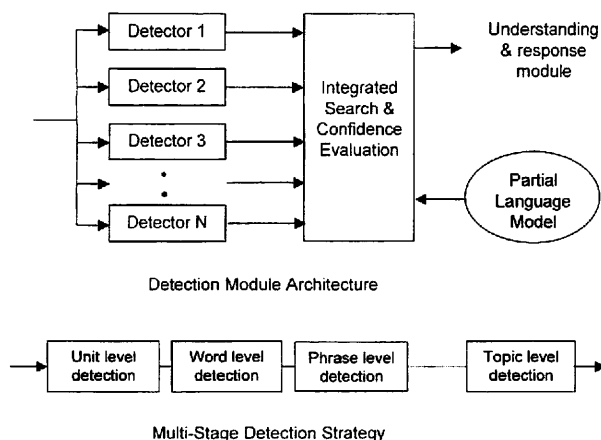 Detector 1
Detector 2
Detector 3
Detector N
Integrated
Search &
Confidence
Evaluation
Understanding
& response
module
Partial
Language
Model
Detection Module Architecture
Unit level
detection
Word level
detection
Phrase level
detection
Topic level
detection
Multi-Stage Detection Strategy